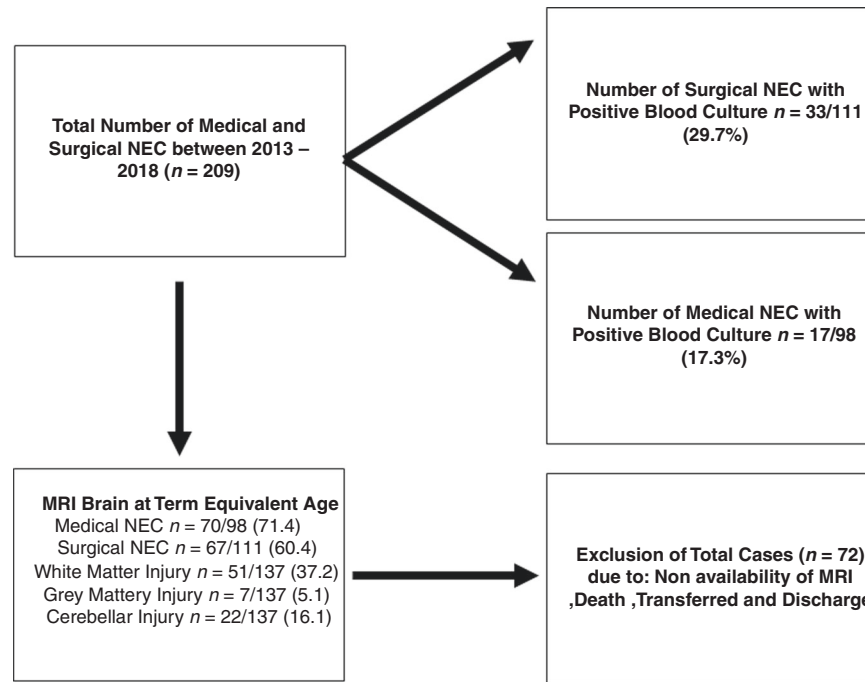 Total Number of Medical and
Surgical NEC between 2013 –
2018 (n = 209)
Number of Surgical NEC with
Positive Blood Culture n = 33/111
(29.7%)
Number of Medical NEC with
Positive Blood Culture n = 17/98
(17.3%)
MRI Brain at Term Equivalent Age
Medical NEC n = 70/98 (71.4)
Surgical NEC n = 67/111 (60.4)
White Matter Injury n = 51/137 (37.2)
Grey Mattery Injury n = 7/137 (5.1)
Cerebellar Injury n = 22/137 (16.1)
Exclusion of Total Cases (n = 72)
due to: Non availability of MRI
,Death ,Transferred and Discharge